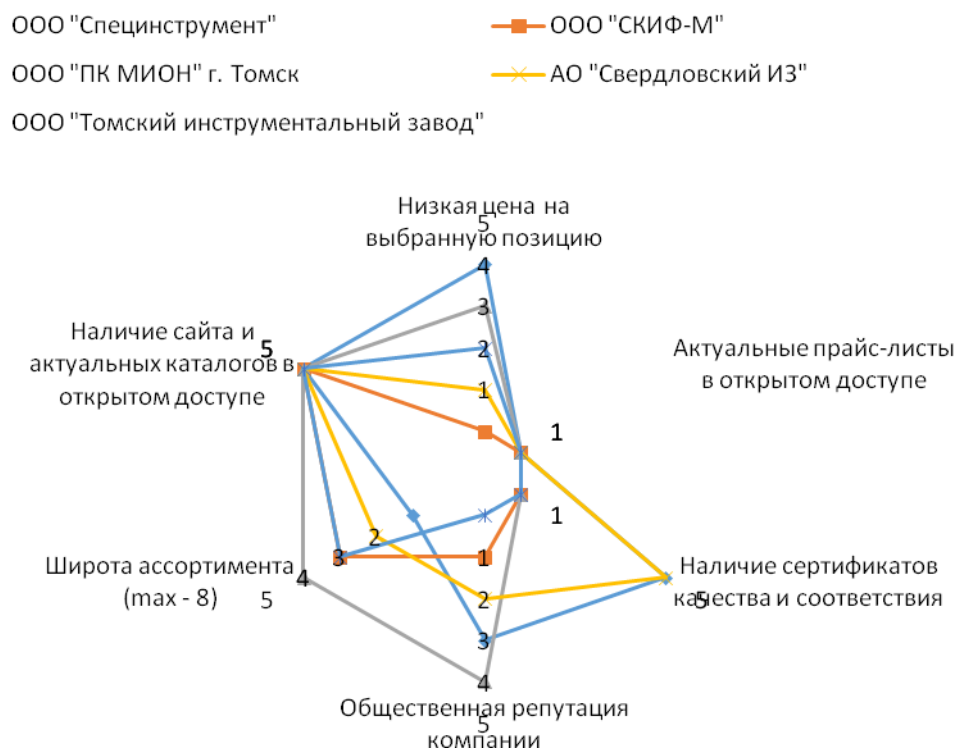 ООО "Специнструмент"
ООО "СКИФ-М"
ООО "ПК МИОН" г. Томск
АО "Свердловский ИЗ"
ООО "Томский инструментальный завод"
Низкая цена на
5
выбранную позицию
4
3
2
1
Наличие сайта и
актуальных каталогов в
открытом доступе
5
Актуальные прайс-листы
в открытом доступе
1
1
Наличие сертификатов
качества и соответствия
5
Широта ассортимента
(max - 8)
2
3
4
5
1
2
3
4
Общественная репутация
5
компании